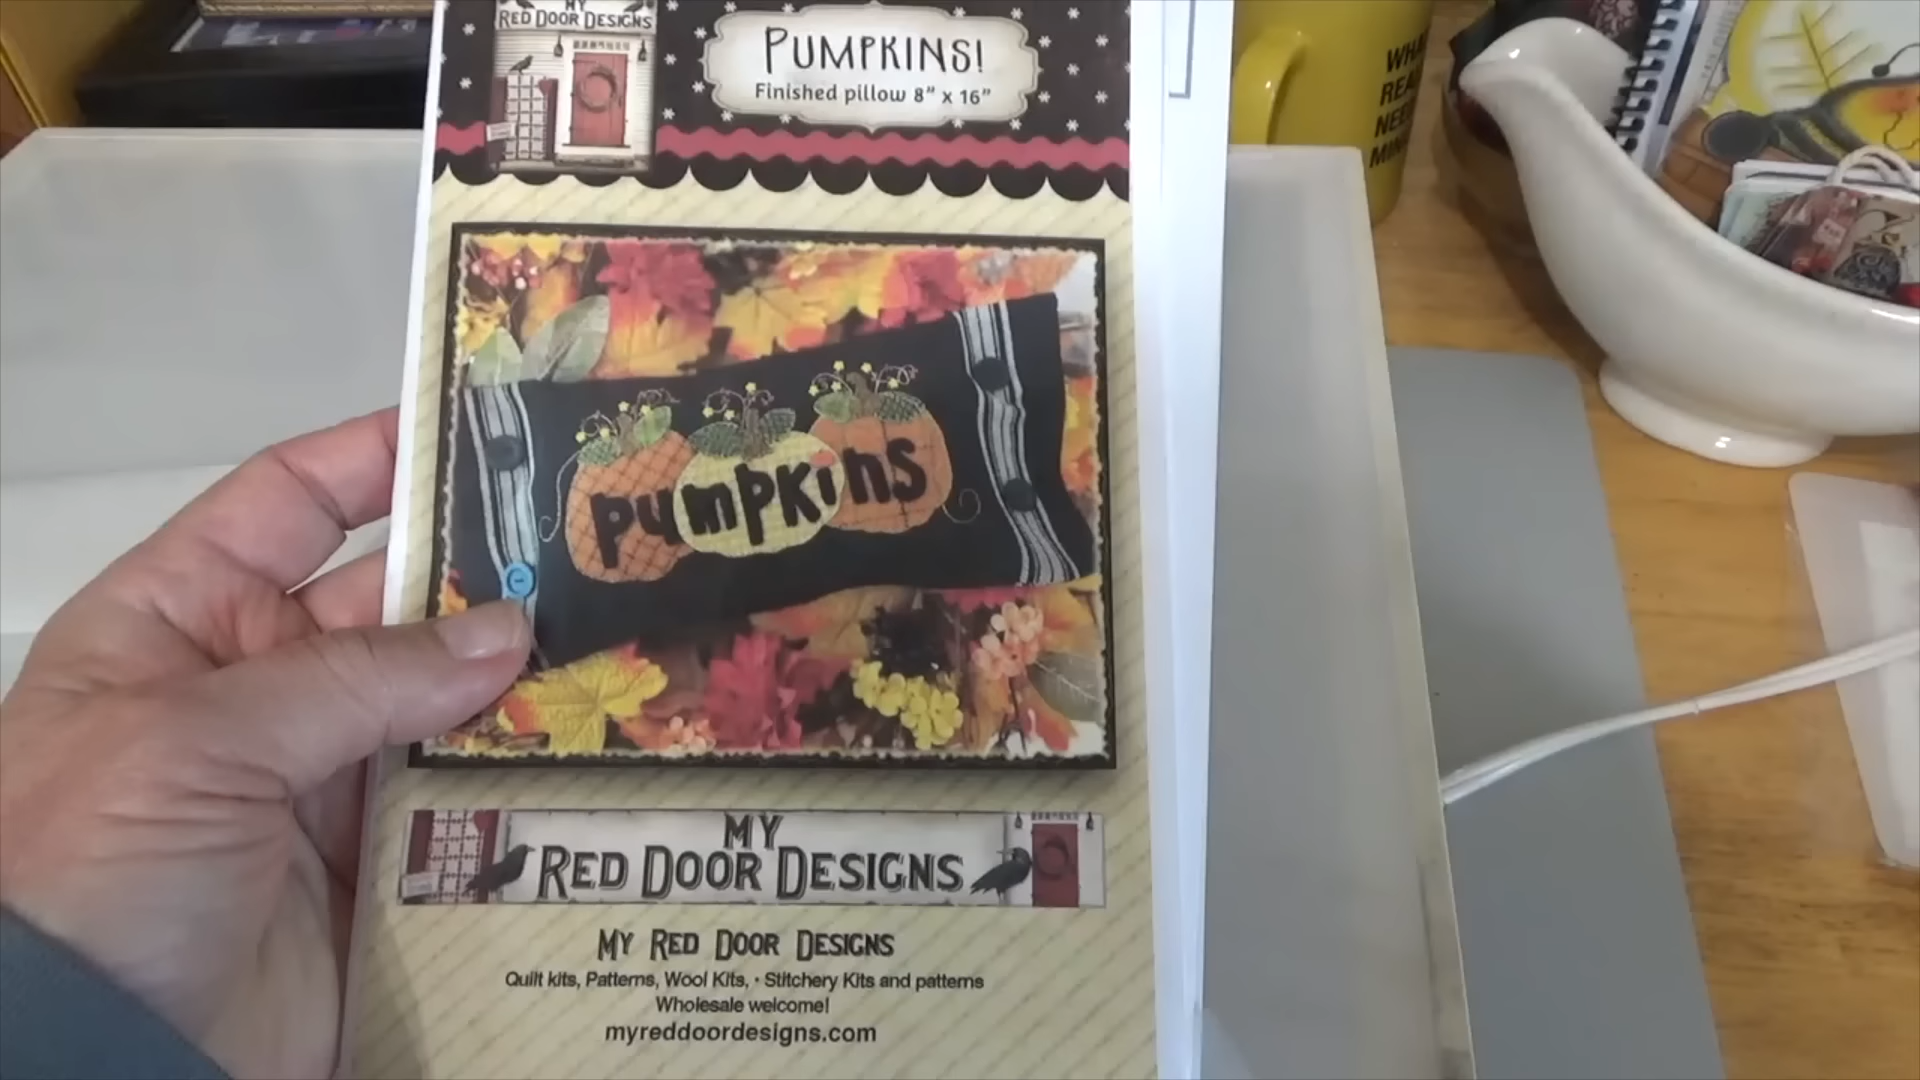 MY
RED DOOR DESIGNS
PUMPKINS!
Finished pillow 8" x 16"
pumpkins
MY
RED DOOR DESIGNS
MY RED DOOR DESIGNS
Quilt kits, Patterns, Wool Kits, • Stitchery Kits and patterns
Wholesale welcome!
myreddoordesigns.com